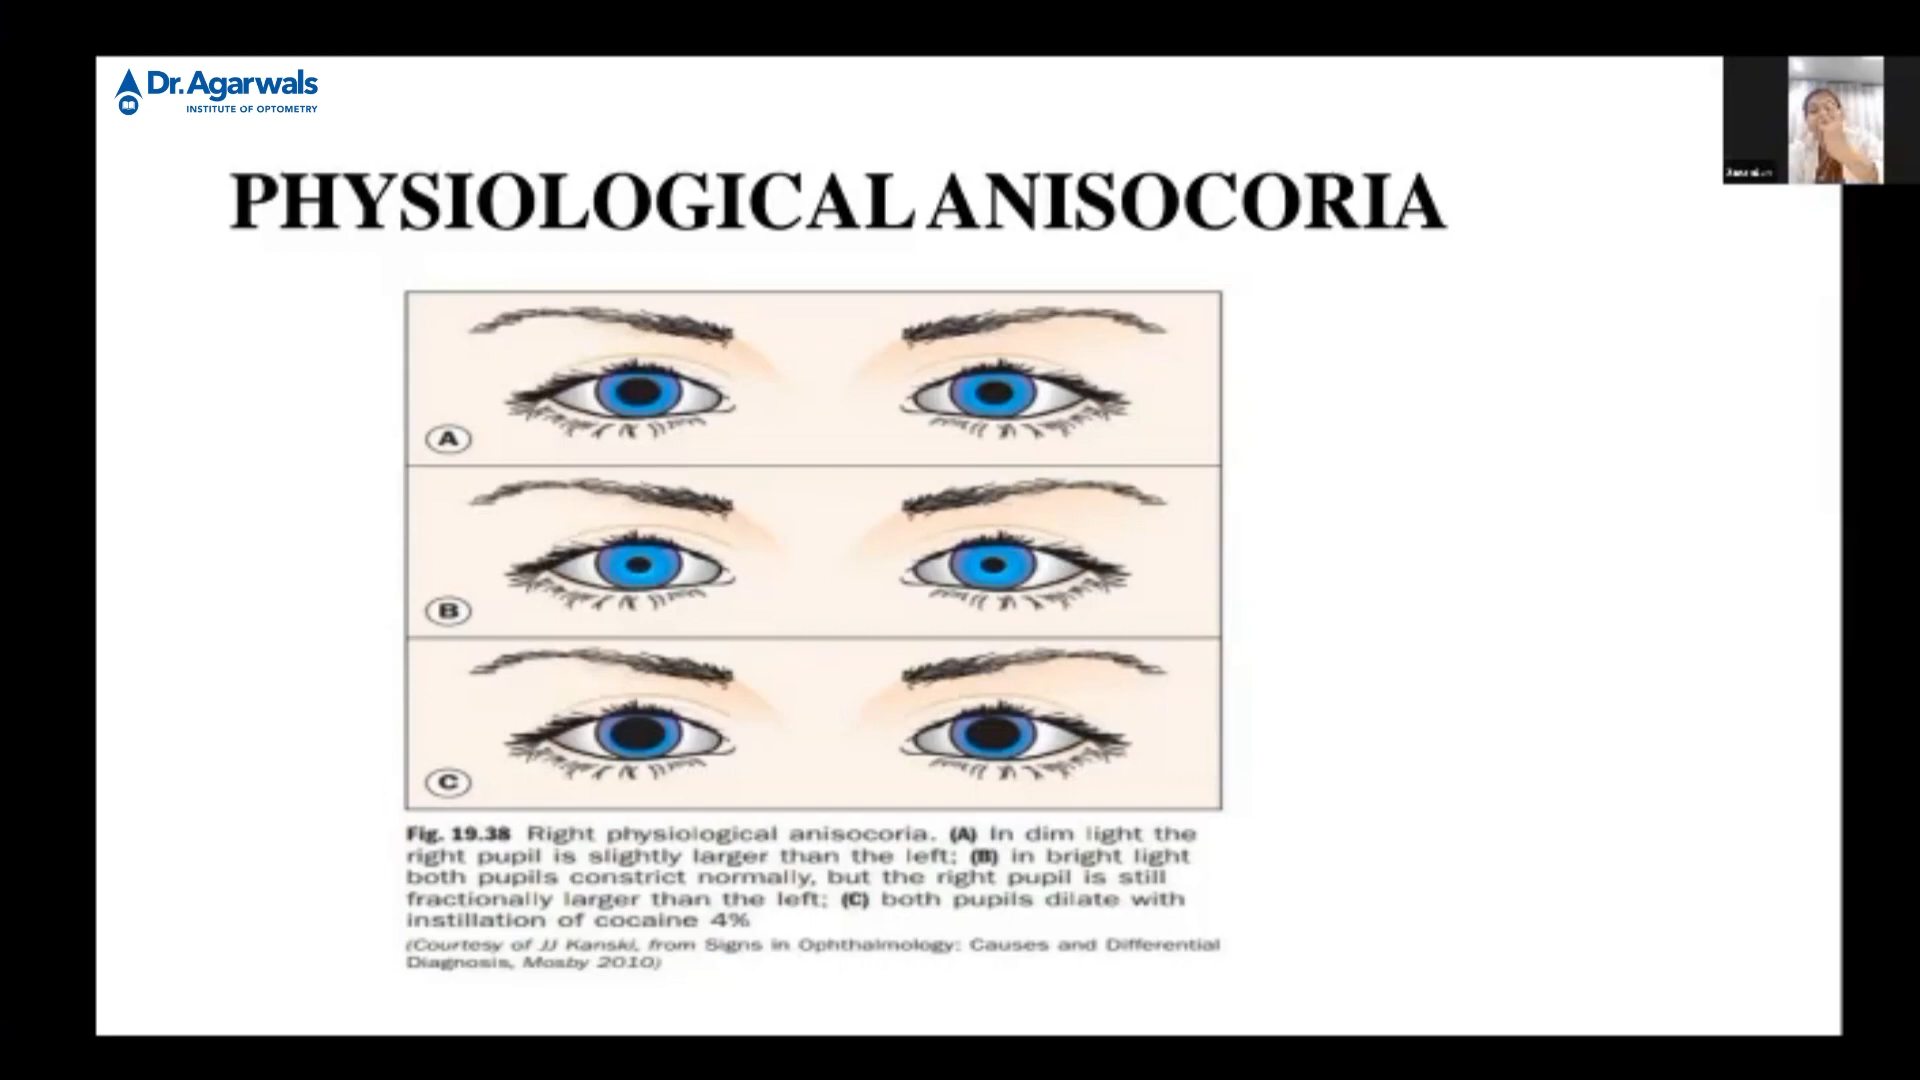 Dr. Agarwals
INSTITUTE OF OPTOMETRY
PHYSIOLOGICAL ANISOCORIA
A
B
C
Fig. 19.38 Right physiological anisocoria. (A) In dim light the
right pupil is slightly larger than the left; (B) in bright light
both pupils constrict normally, but the right pupil is still
fractionally larger than the left; (C) both pupils dilate with
instillation of cocaine 4%
(Courtesy of JJ Kanski, from Signs in Ophthalmology: Causes and Differential
Diagnosis, Mosby 2010)